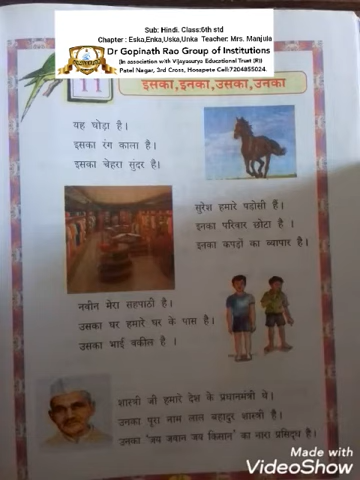 Sub: Hindi. Class:6th std
Chapter : Eska,Enka,Uska,Unka Teacher: Mrs. Manjula
Dr Gopinath Rao Group of Institutions
(In association with Vijaysourya Educational Trust (R))
Patel Nagar, 3rd Cross, Hosapete Cell:7204855024.
11
इसका,इनका,उसका,उनका
यह घोड़ा है।
इसका रंग काला है।
इसका चेहरा सुंदर है।
सुरेश हमारे पडोसी हैं।
इनका परिवार छोटा है ।
इनका कपड़ों का व्यापार है।
नवीन मेरा सहपाठी है।
उसका घर हमारे घर के पास है।
उसका भाई वकील है ।
शास्त्री जी हमारे देश के प्रधानमंत्री थे।
उनका पूरा नाम लाल बहादुर शास्त्री है।
उनका 'जय जवान जय किसान' का नारा प्रसिद्ध है।
Made with
VideoShow